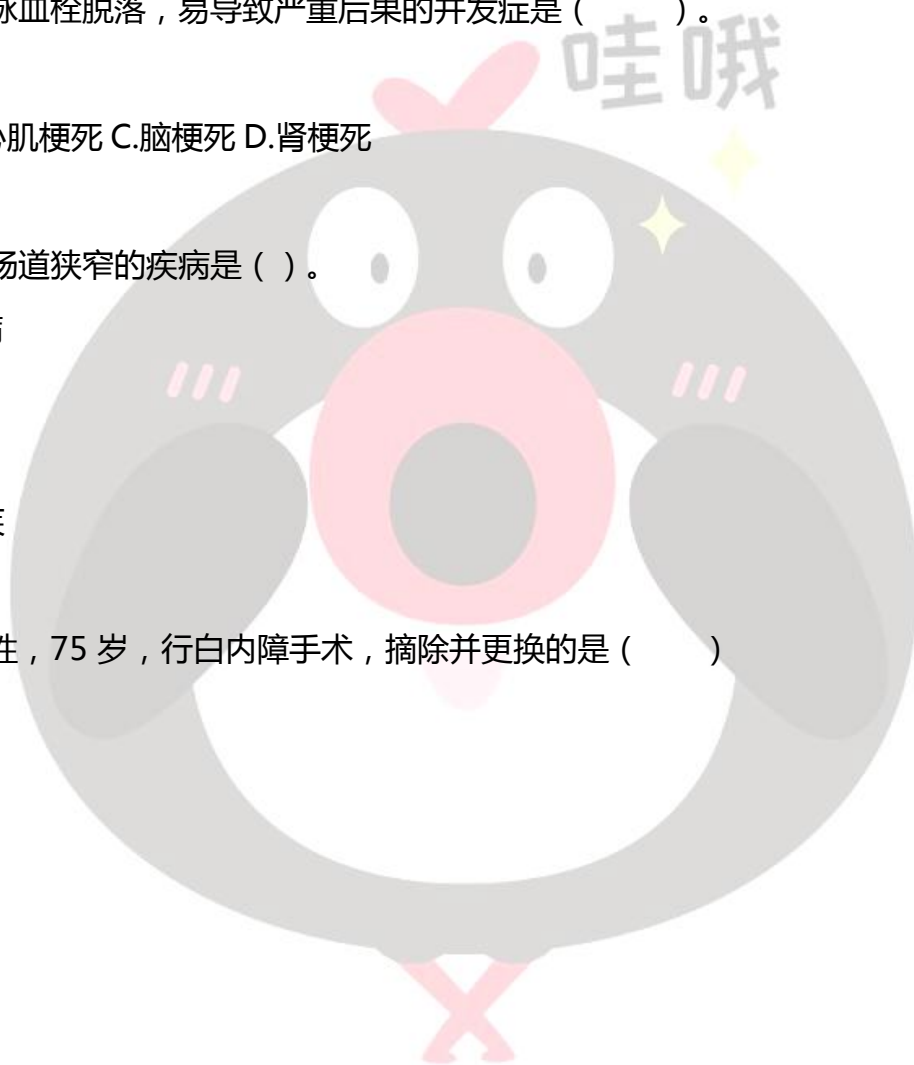 脉血栓脱落，易导致严重后果的并发症是（ ）。
哇哦
心肌梗死 C.脑梗死 D.肾梗死
肠道狭窄的疾病是（ ）。
性，75 岁，行白内障手术，摘除并更换的是（ ）